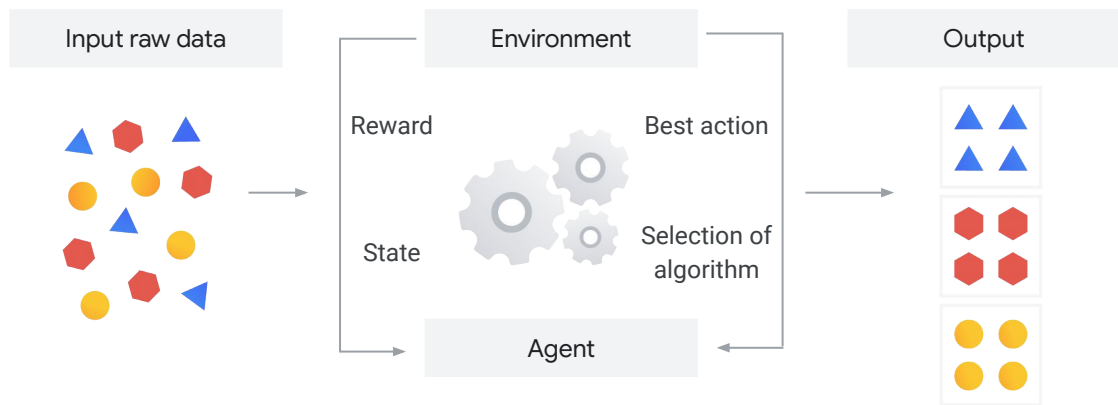 Input raw data
Environment
Output
Reward
Best action
State
Selection of
algorithm
Agent